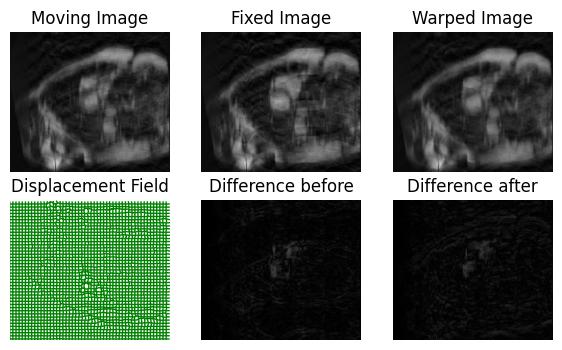 Moving Image
Fixed Image
Warped Image
Displacement Field
Difference before
Difference after